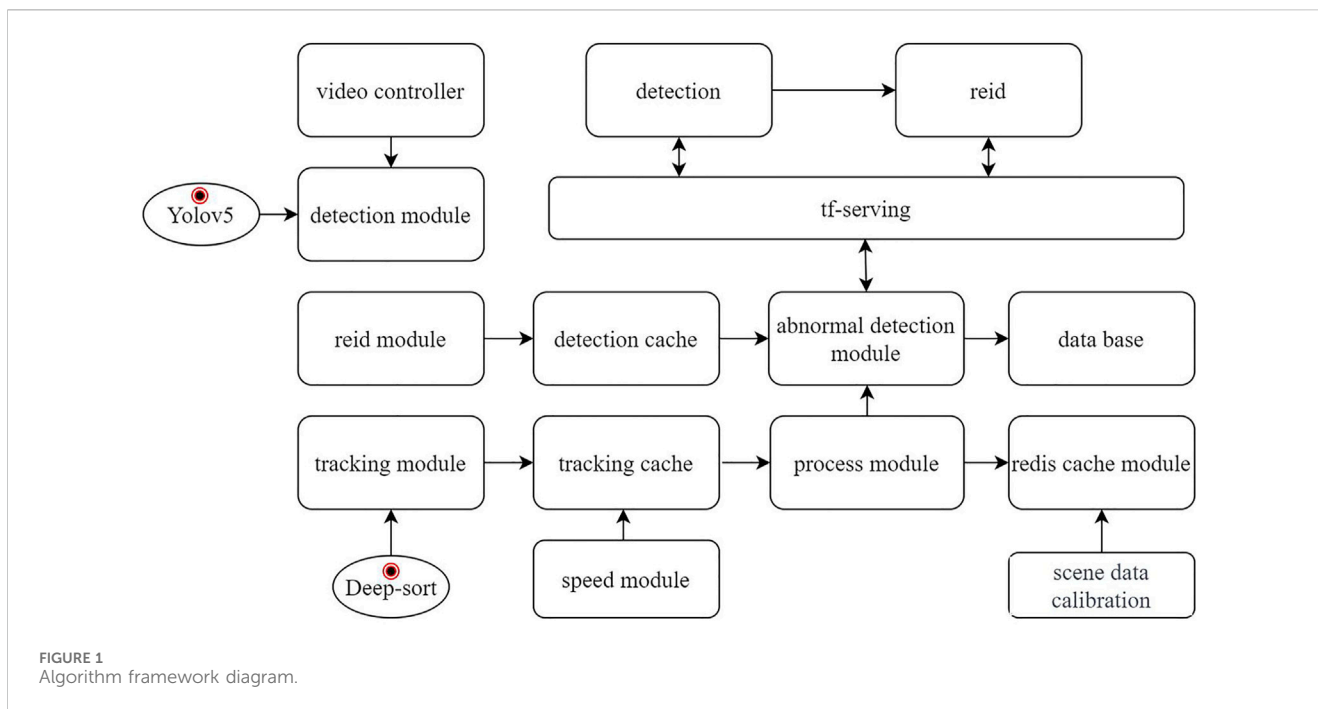 video controller
detection
reid
Yolov5
detection module
tf-serving
reid module
detection cache
abnormal detection
module
data base
tracking module
tracking cache
process module
redis cache module
Deep-sort
speed module
scene data
calibration
FIGURE 1
Algorithm framework diagram.